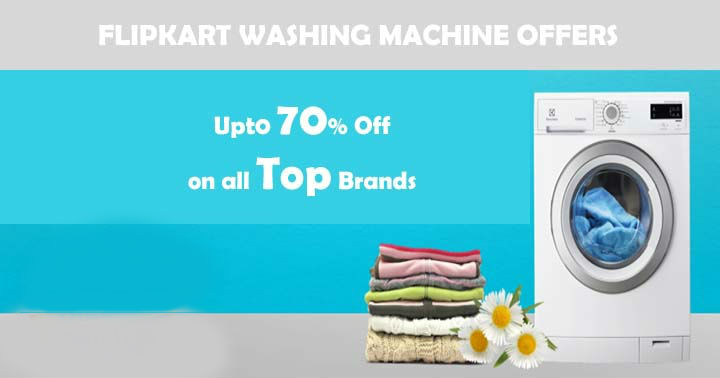 FLIPKART WASHING MACHINE OFFERS
Upto 70% Off
on all Top Brands